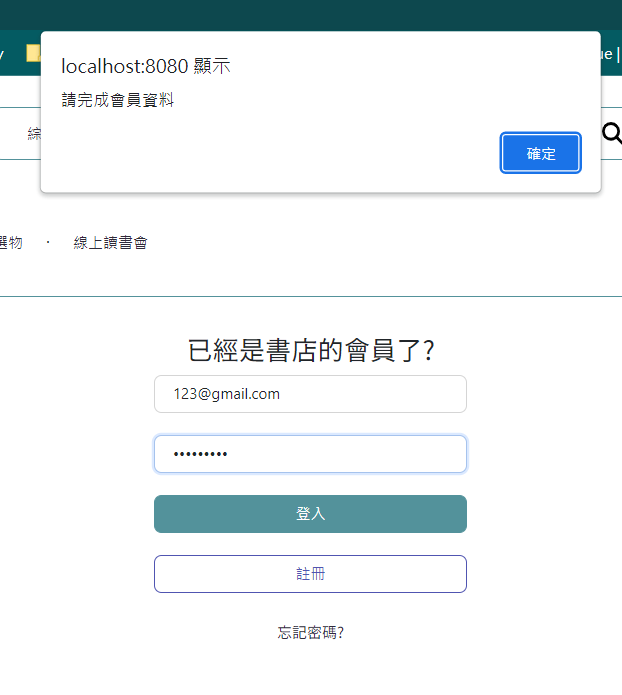 localhost:8080 顯示
請完成會員資料
確定
綜
選物 · 線上讀書會
已經是書店的會員了?
123@gmail.com
•••••••••
登入
註冊
忘記密碼?